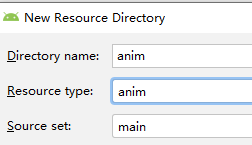 New Resource Directory
Directory name: anim
Resource type: anim
Source set: main